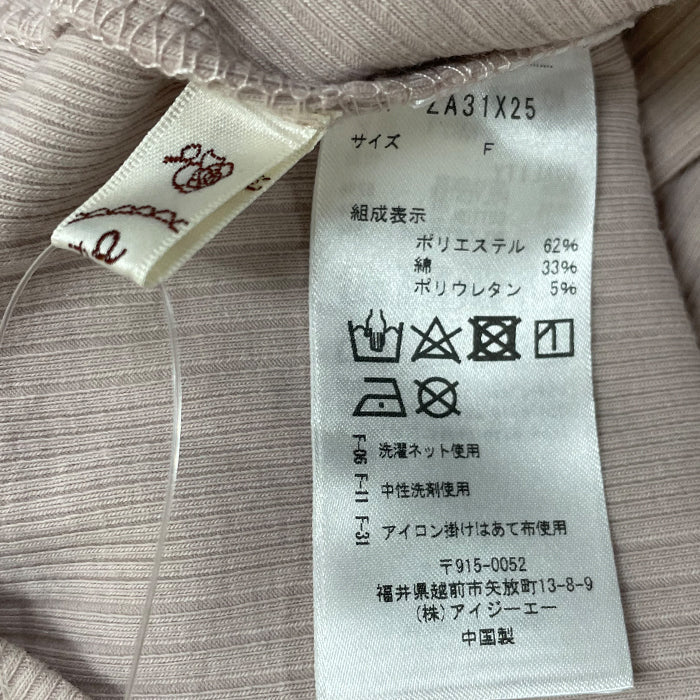 ZA31X25
サイズ F
組成表示
ポリエステル 62%
綿 33%
ポリウレタン 5%
F-06 F-11 F-31
洗濯ネット使用
中性洗剤使用
アイロン掛けはあて布使用
〒915-0052
福井県越前市矢放町13-8-9
(株)アイジーエー
中国製